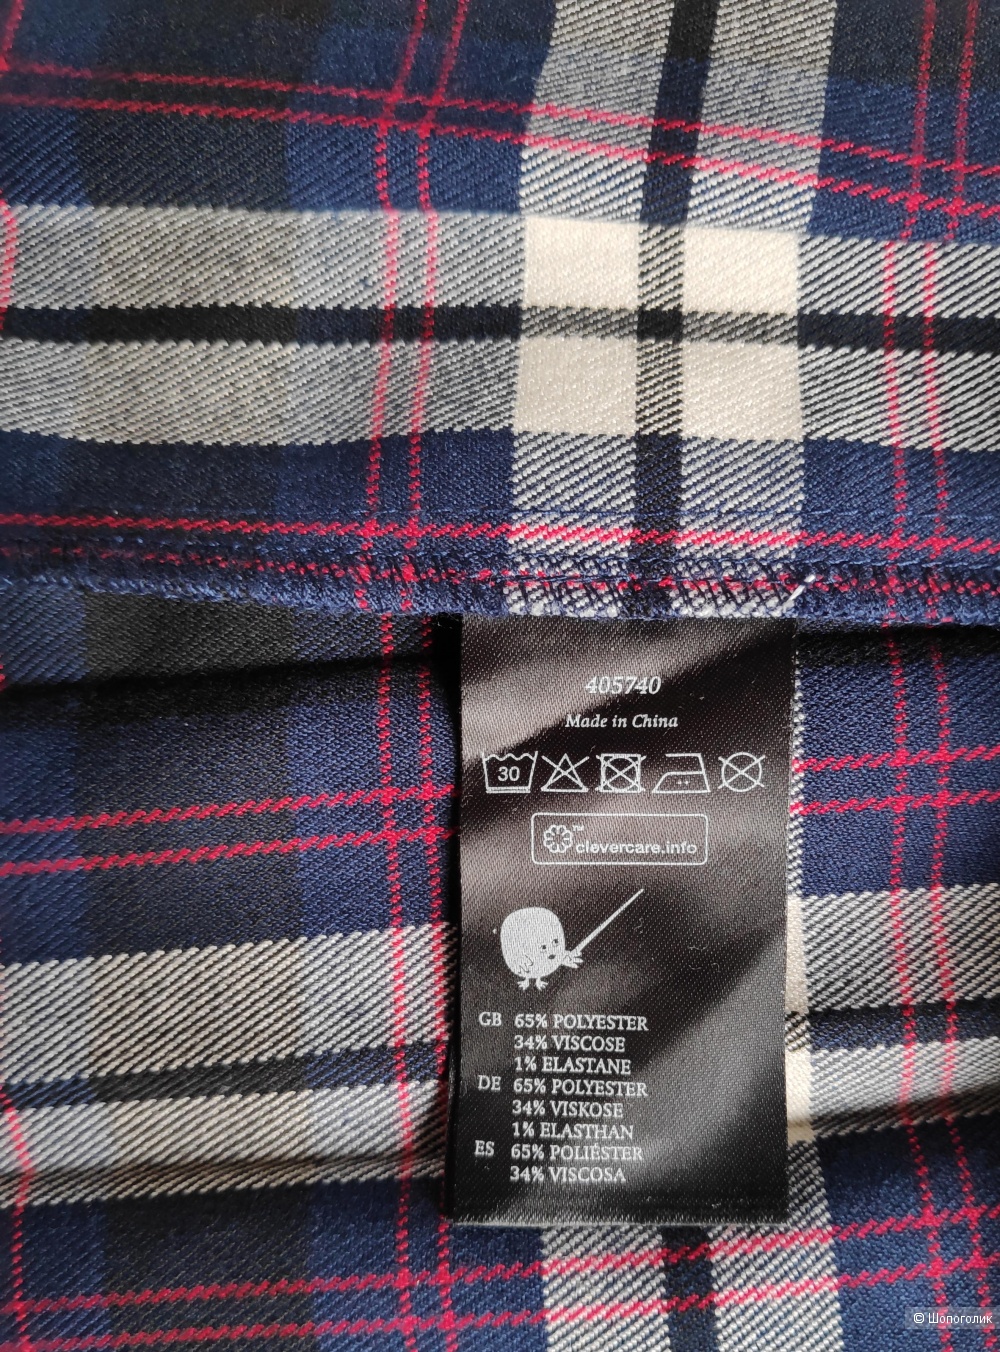 405740
Made in China
30
™
clevercare.info
GB 65% POLYESTER
34% VISCOSE
1% ELASTANE
DE 65% POLYESTER
34% VISKOSE
1% ELASTHAN
ES 65% POLIÉSTER
34% VISCOSA
© Шопоголик